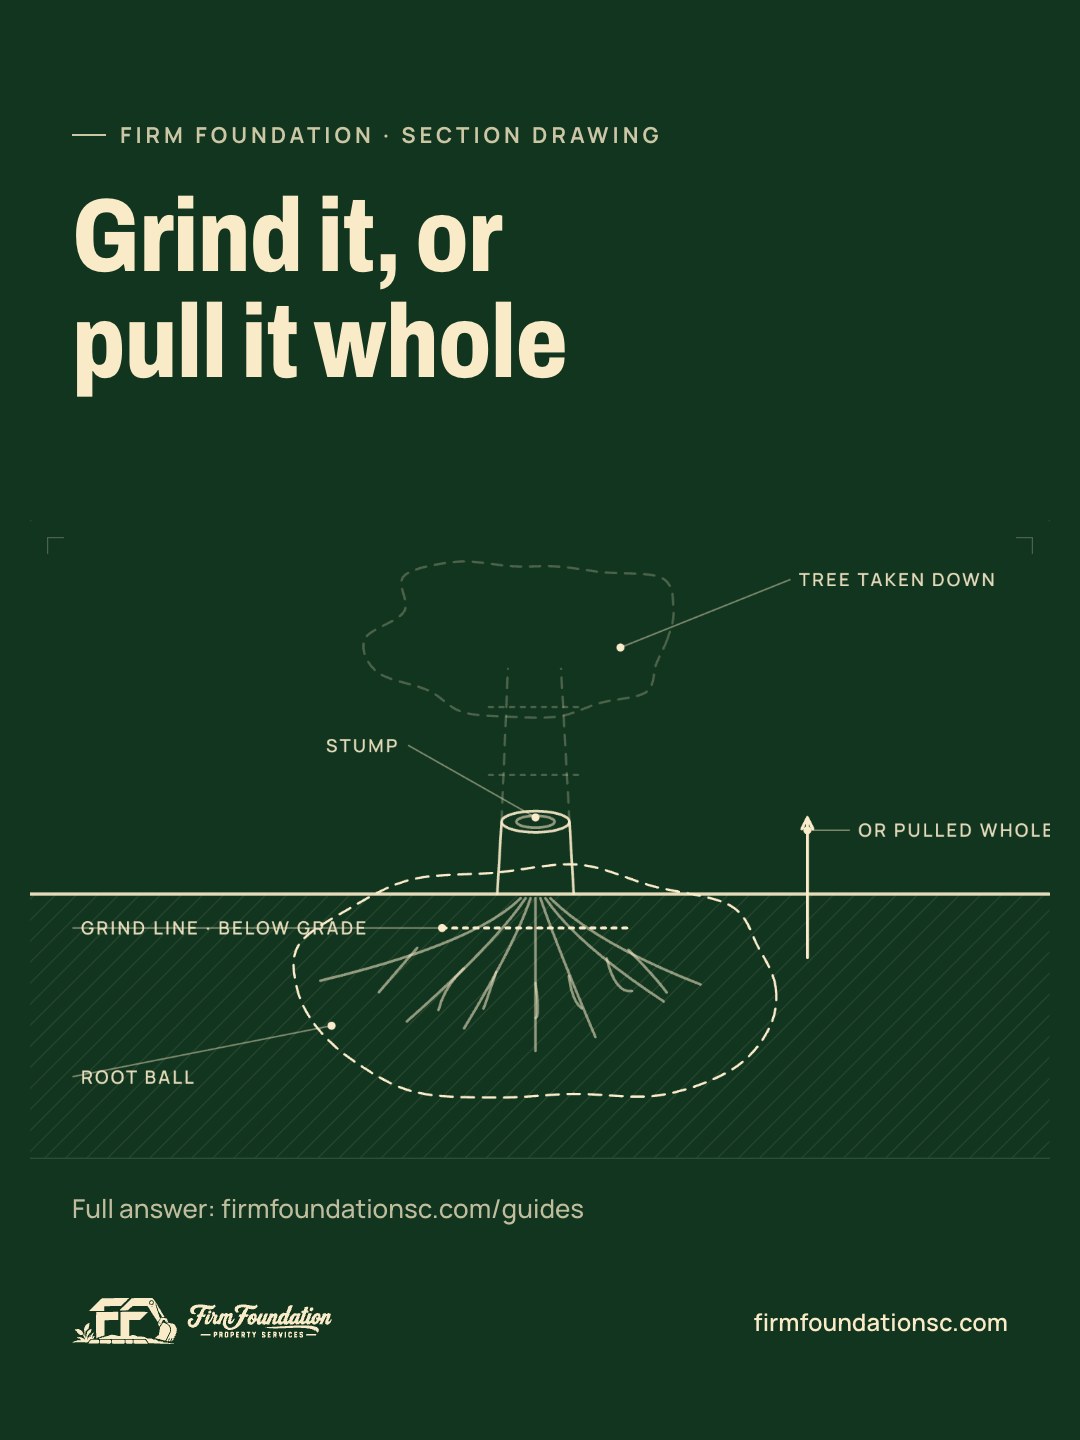 FIRM FOUNDATION · SECTION DRAWING
Grind it, or
pull it whole
TREE TAKEN DOWN
STUMP
OR PULLED WHOLE
GRIND LINE · BELOW GRADE
ROOT BALL
Full answer: firmfoundationsc.com/guides
FF
Firm Foundation
PROPERTY SERVICES
firmfoundationsc.com